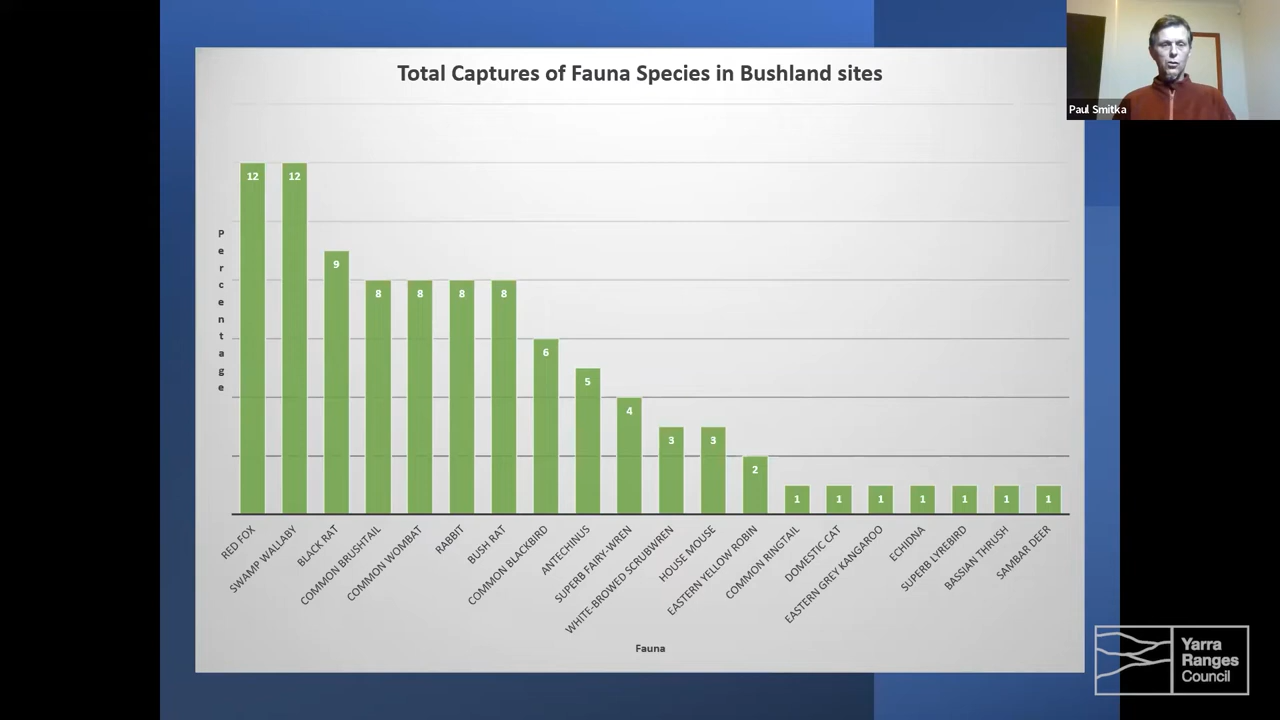 Total Captures of Fauna Species in Bushland sites
Paul Smitka
Percentage
12
12
9
8
8
8
8
6
5
4
3
3
2
1
1
1
1
1
1
1
RED FOX
SWAMP WALLABY
BLACK RAT
COMMON BRUSHTAIL
COMMON WOMBAT
RABBIT
BUSH RAT
COMMON BLACKBIRD
ANTECHINUS
SUPERB FAIRY-WREN
WHITE-BROWED SCRUBWREN
HOUSE MOUSE
EASTERN YELLOW ROBIN
COMMON RINGTAIL
DOMESTIC CAT
EASTERN GREY KANGAROO
ECHIDNA
SUPERB LYREBIRD
BASSIAN THRUSH
SAMBAR DEER
Fauna
Yarra
Ranges
Council